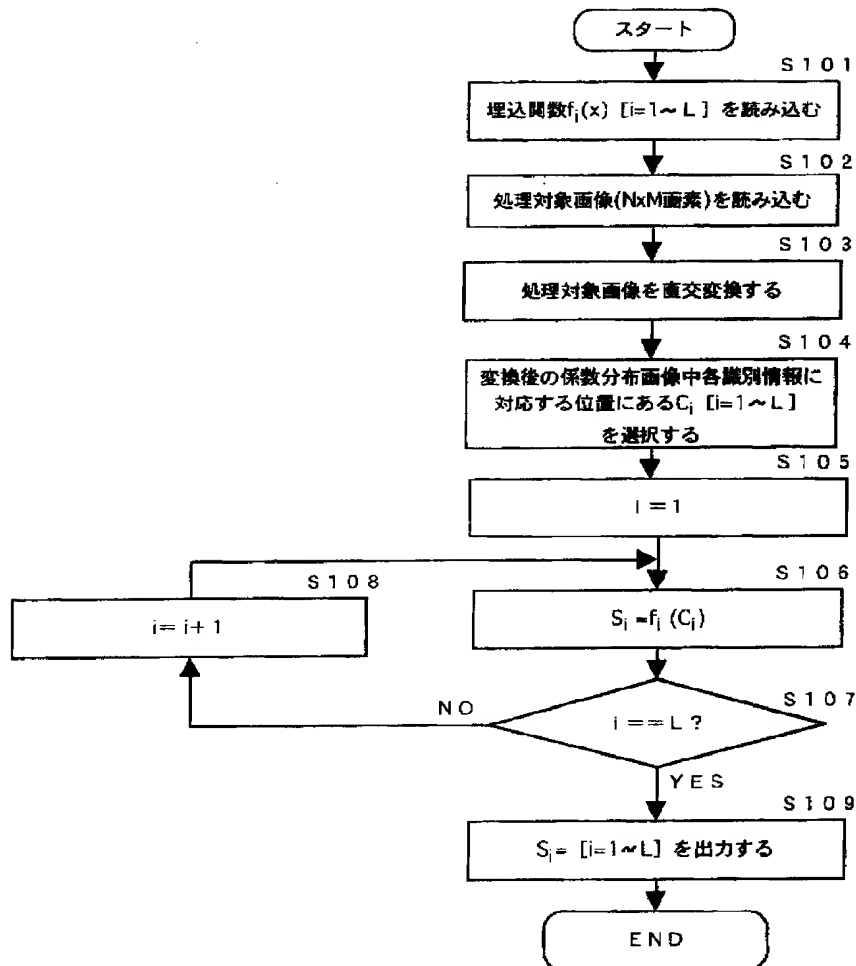 スタート
S101
埋込関数fi(x) [i=1~L] を読み込む
S102
処理対象画像(NxM画素)を読み込む
S103
処理対象画像を直交変換する
S104
変換後の係数分布画像中各識別情報に
対応する位置にあるCi [i=1~L]
を選択する
S105
i=1
S108
i=i+1
S106
Si=fi(Ci)
S107
NO
i==L?
YES
S109
Si= [i=1~L] を出力する
END